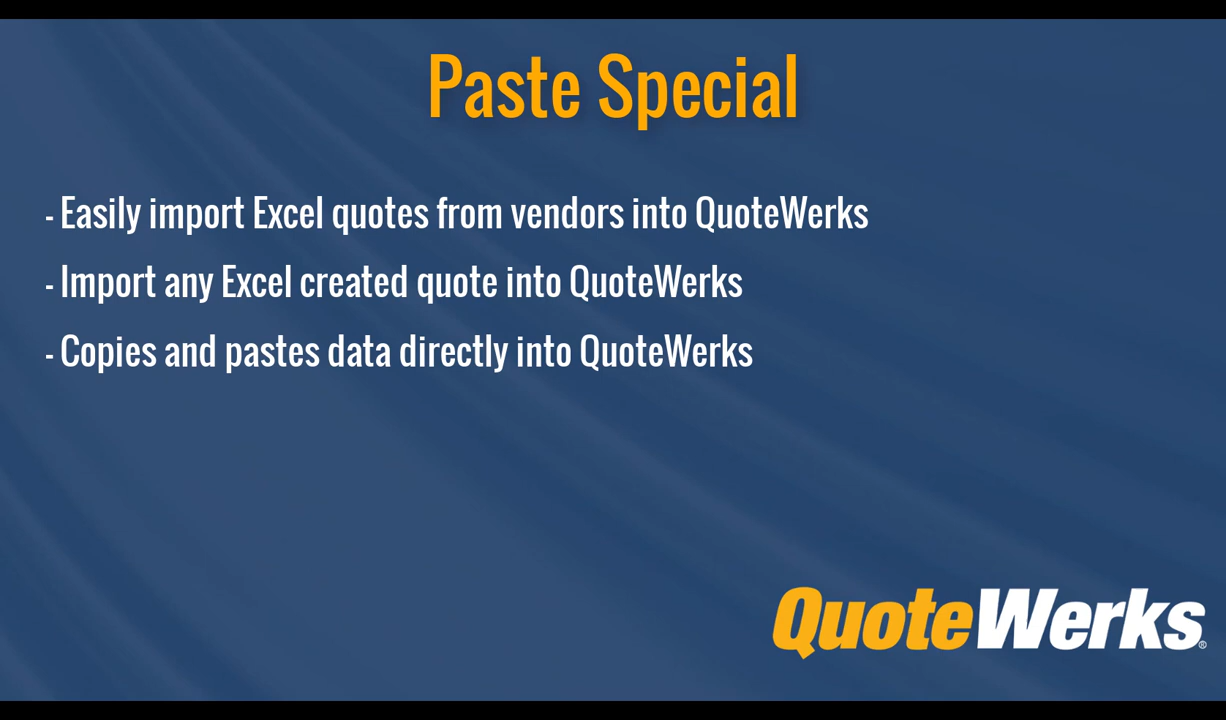 Paste Special
- Easily import Excel quotes from vendors into QuoteWerks
- Import any Excel created quote into QuoteWerks
- Copies and pastes data directly into QuoteWerks
QuoteWerks®